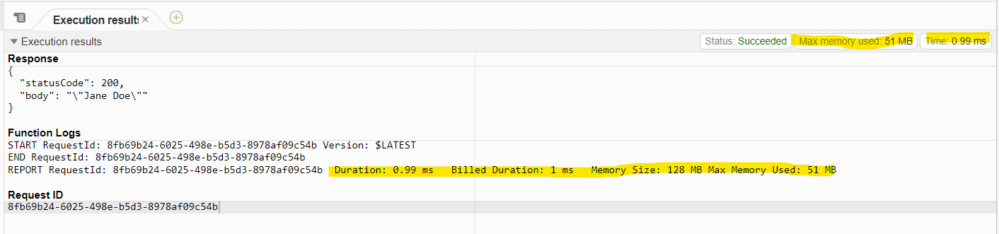 Execution result
Execution results
Status: Succeeded Max memory used: 51 MB Time: 0.99 ms
Response
{
  "statusCode": 200,
  "body": "\"Jane Doe\""
}
Function Logs
START RequestId: 8fb69b24-6025-498e-b5d3-8978af09c54b Version: $LATEST
END RequestId: 8fb69b24-6025-498e-b5d3-8978af09c54b
REPORT RequestId: 8fb69b24-6025-498e-b5d3-8978af09c54b Duration: 0.99 ms Billed Duration: 1 ms Memory Size: 128 MB Max Memory Used: 51 MB
Request ID
8fb69b24-6025-498e-b5d3-8978af09c54b